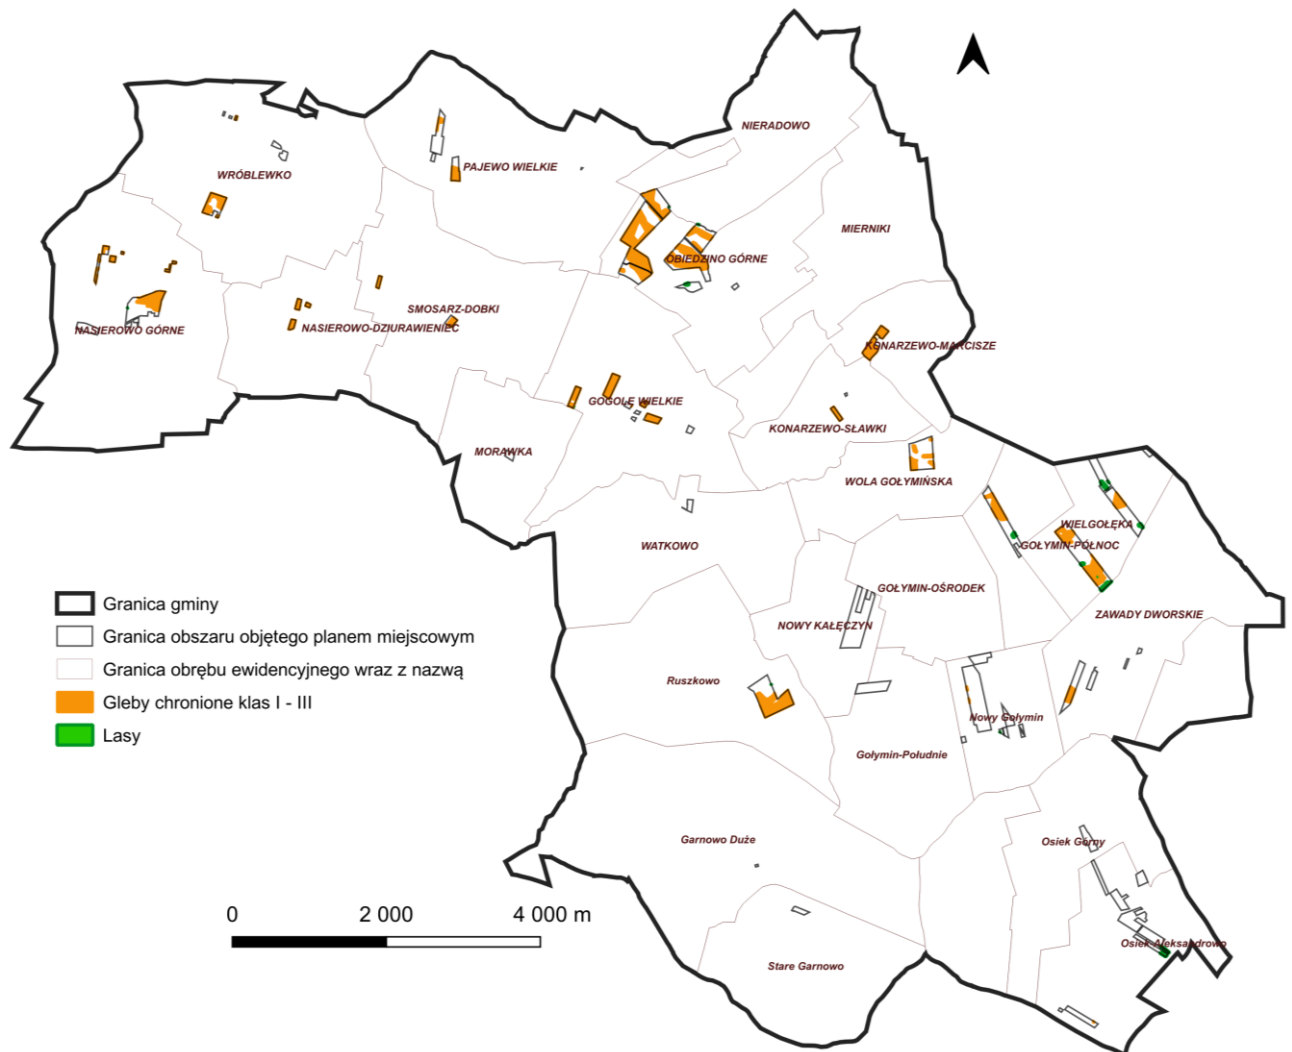 NIERADOWO
PAJEWO WIELKIE
WRÓBLEWKO
MIERNIKI
OBIEDZINO GÓRNE
SMOSARZ-DOBKI
NASIEROWO GÓRNE
NASIEROWO-DZIURAWIENIEC
KONARZEWO-MARCISZE
GOGOLE WIELKIE
KONARZEWO-SŁAWKI
MORAWKA
WOLA GOŁYMIŃSKA
WIELGOŁĘKA
WATKOWO
GOŁYMIN-PÓŁNOC
GOŁYMIN-OŚRODEK
Granica gminy
ZAWADY DWORSKIE
NOWY KAŁĘCZYN
Granica obszaru objętego planem miejscowym
Granica obrębu ewidencyjnego wraz z nazwą
Ruszkowo
Gleby chronione klas I - III
Nowy Gołymin
Lasy
Gołymin-Południe
Garnowo Duże
Osiek Górny
0 2 000 4 000 m
Osiek-Aleksandrowo
Stare Garnowo